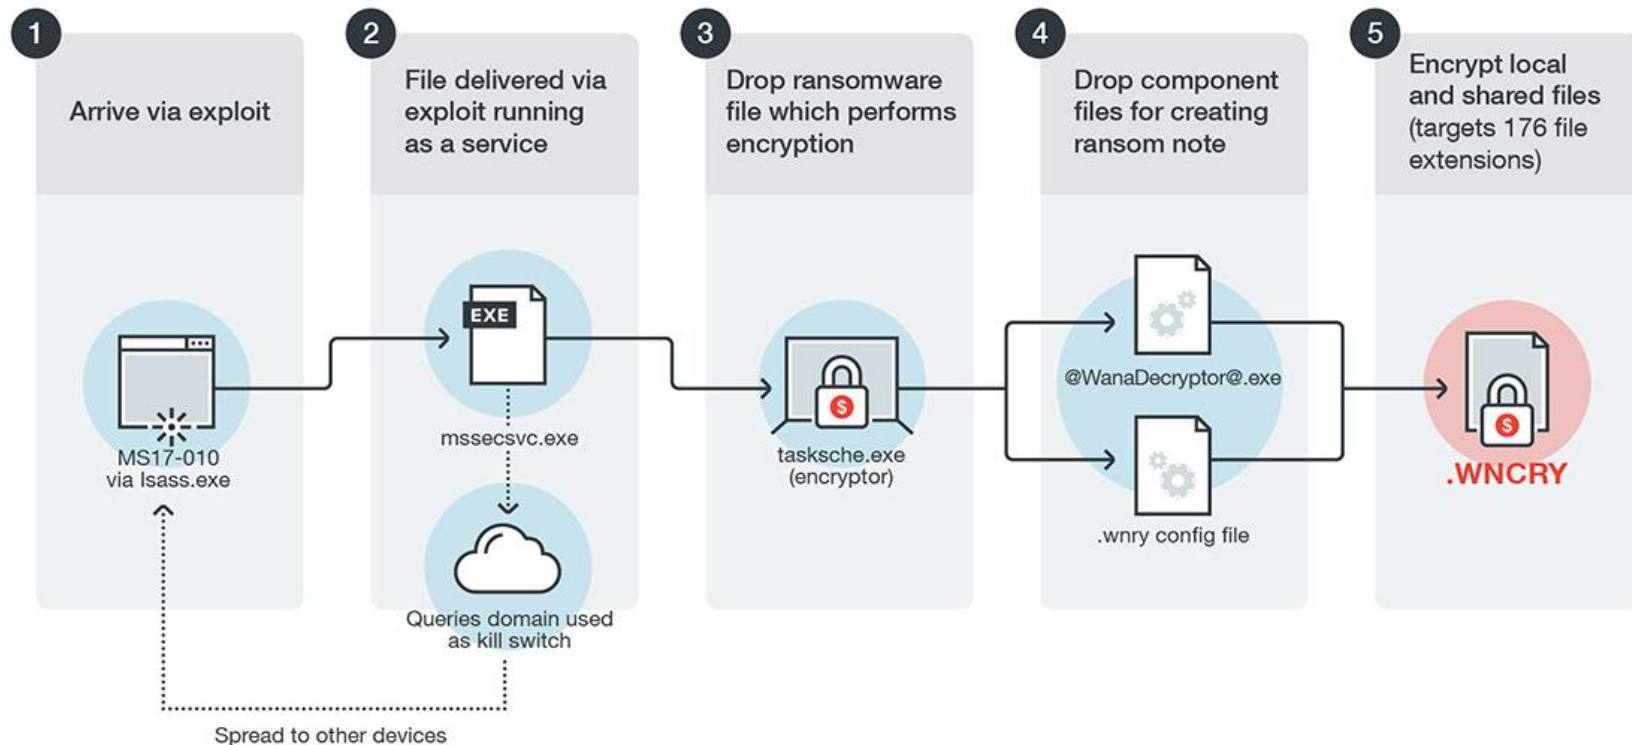 1
Arrive via exploit
MS17-010
via lsass.exe
2
File delivered via
exploit running
as a service
EXE
mssecsvc.exe
Queries domain used
as kill switch
Spread to other devices
3
Drop ransomware
file which performs
encryption
$
tasksche.exe
(encryptor)
4
Drop component
files for creating
ransom note
@WanaDecryptor@.exe
.wnry config file
5
Encrypt local
and shared files
(targets 176 file
extensions)
$
.WNCRY